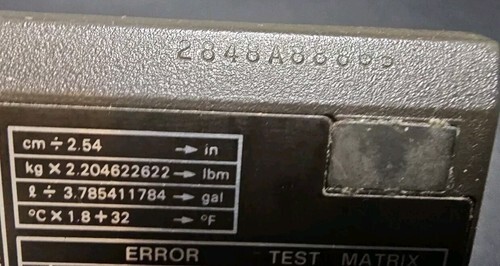 cm ÷ 2.54 → in
kg × 2.204622622 → lbm
ℓ ÷ 3.785411784 → gal
°C × 1.8 + 32 → °F
ERROR TEST MATRIX